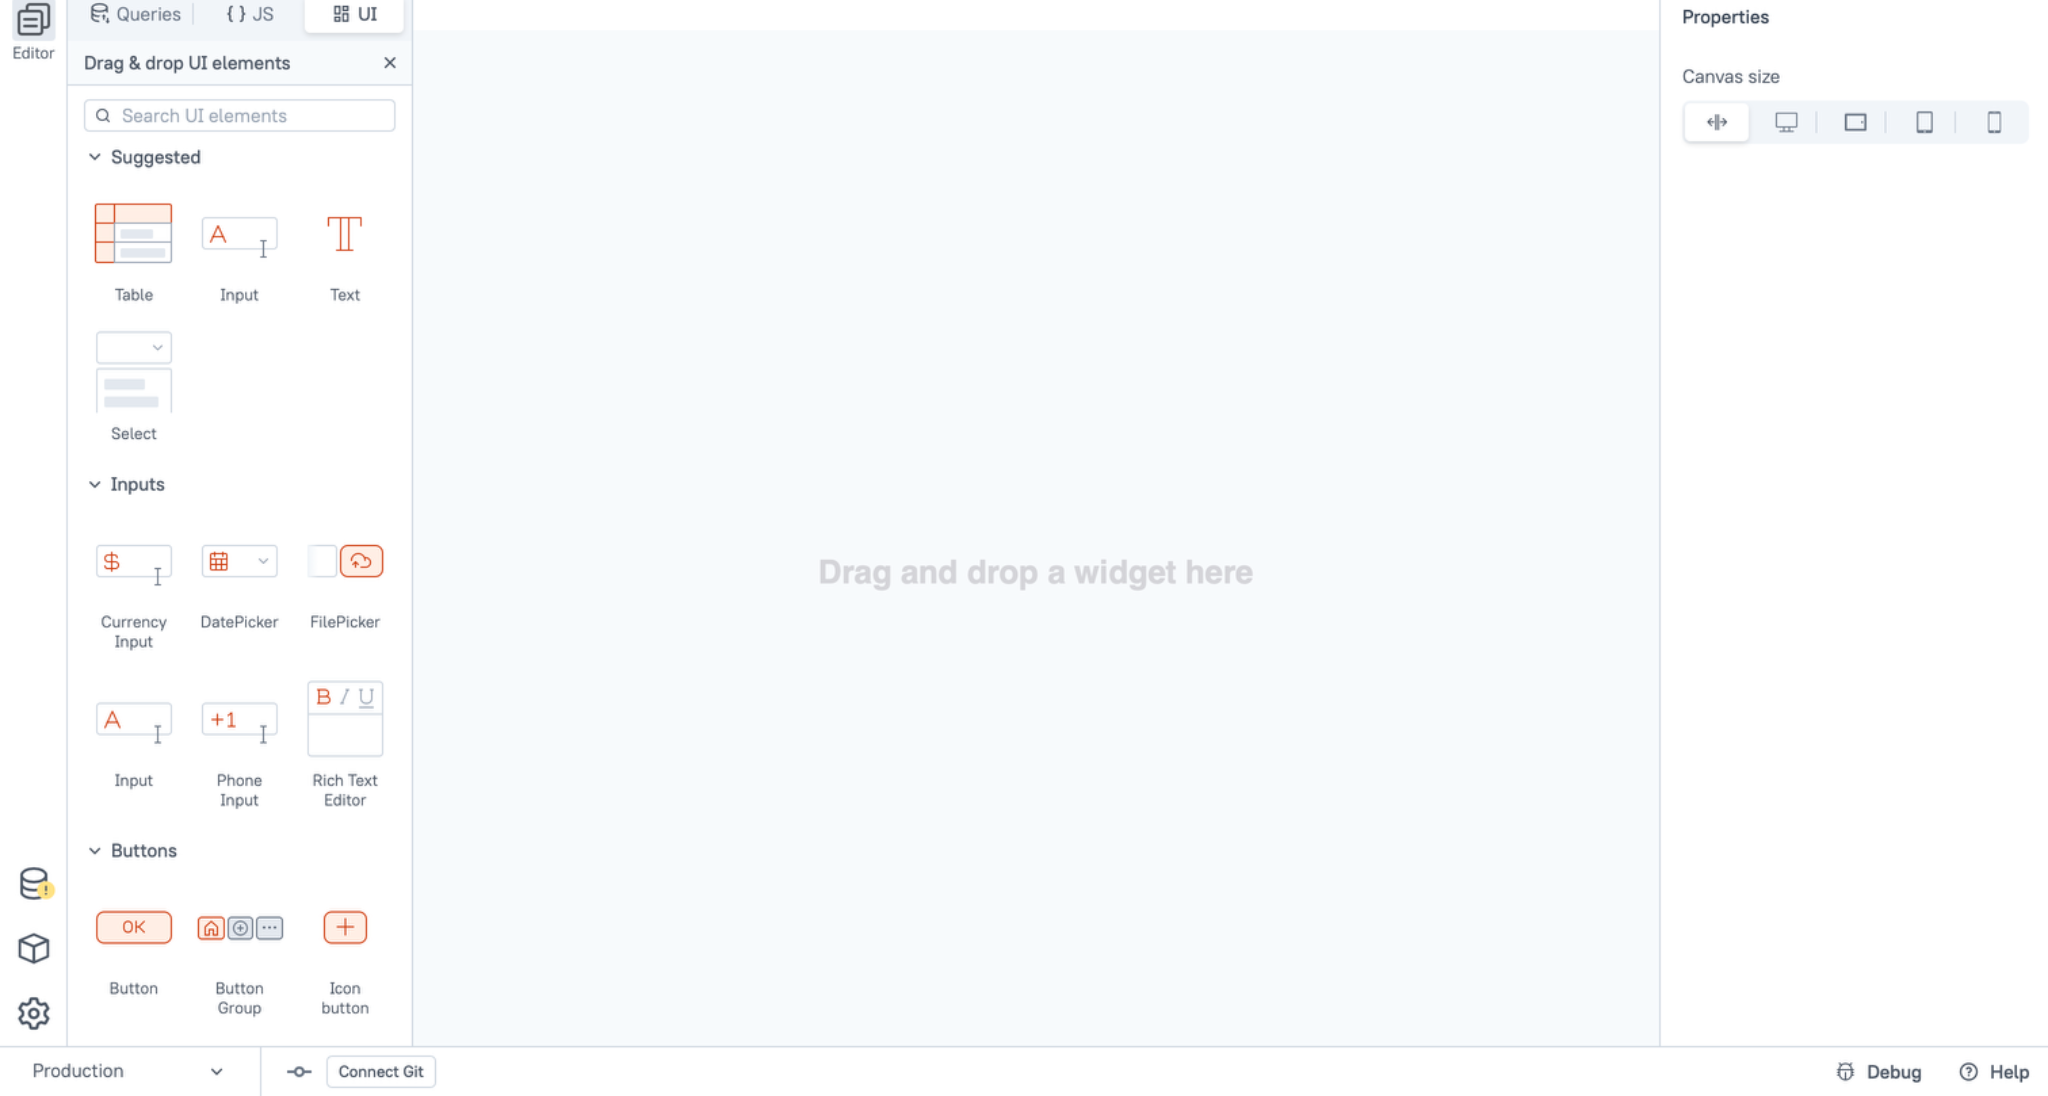 Editor
Queries
{ } JS
UI
Drag & drop UI elements
Search UI elements
Suggested
Table
Input
Text
Select
Inputs
Currency
Input
DatePicker
FilePicker
Input
Phone
Input
Rich Text
Editor
Buttons
OK
Button
Button
Group
Icon
button
A
$
A
+1
B I U
Drag and drop a widget here
Properties
Canvas size
Production
Connect Git
Debug
Help